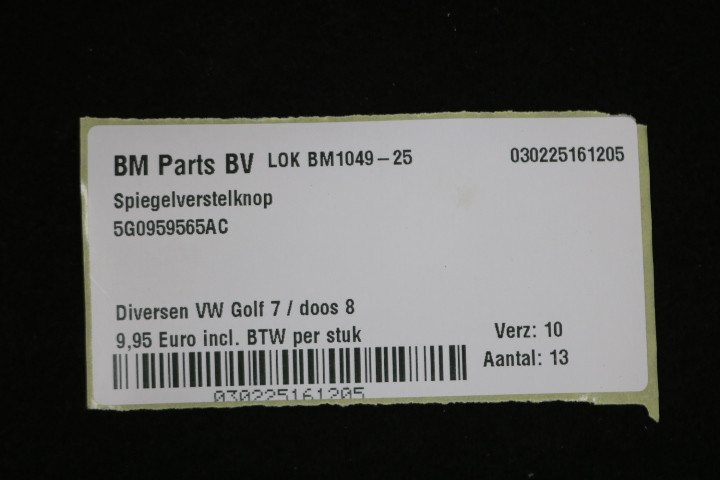 BM Parts BV LOK BM1049-25 030225161205
Spiegelverstelknop
5G0959565AC
Diversen VW Golf 7 / doos 8
9,95 Euro incl. BTW per stuk Verz: 10
Aantal: 13
030225161205